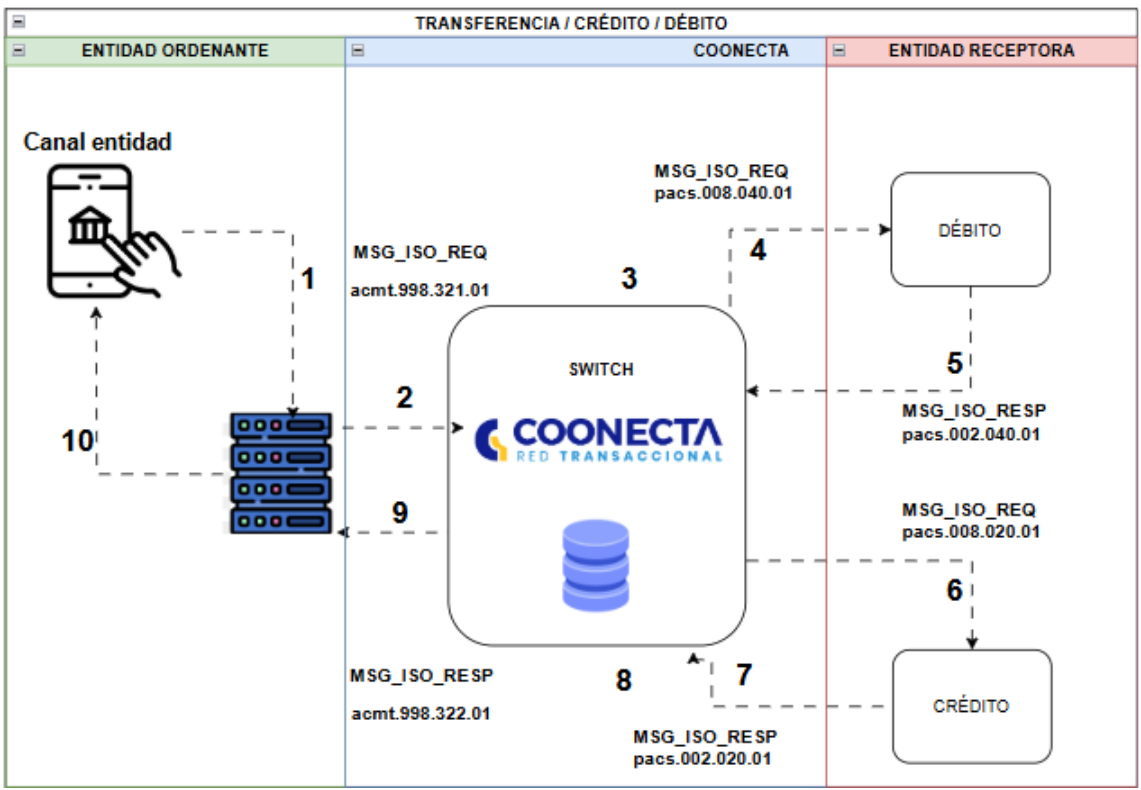 TRANSFERENCIA / CRÉDITO / DÉBITO
ENTIDAD ORDENANTE
COONECTA
ENTIDAD RECEPTORA
Canal entidad
1
10
MSG_ISO_REQ
acmt.998.321.01
2
9
MSG_ISO_RESP
acmt.998.322.01
3
SWITCH
COONECTA
RED TRANSACCIONAL
8
MSG_ISO_REQ
pacs.008.040.01
4
DÉBITO
5
MSG_ISO_RESP
pacs.002.040.01
MSG_ISO_REQ
pacs.008.020.01
6
CRÉDITO
7
MSG_ISO_RESP
pacs.002.020.01